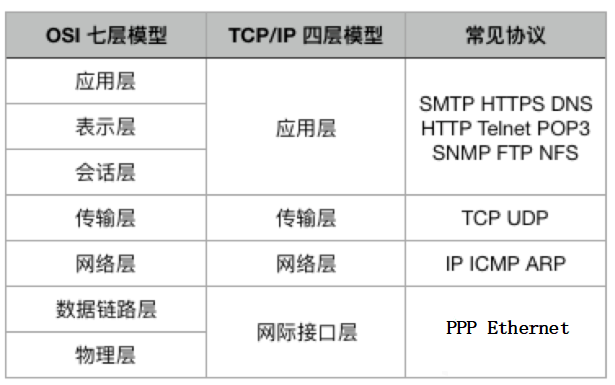 OSI 七层模型 TCP/IP 四层模型 常见协议
应用层
表示层
会话层
应用层
SMTP HTTPS DNS
HTTP Telnet POP3
SNMP FTP NFS
传输层 传输层 TCP UDP
网络层 网络层 IP ICMP ARP
数据链路层
物理层
网际接口层
PPP Ethernet